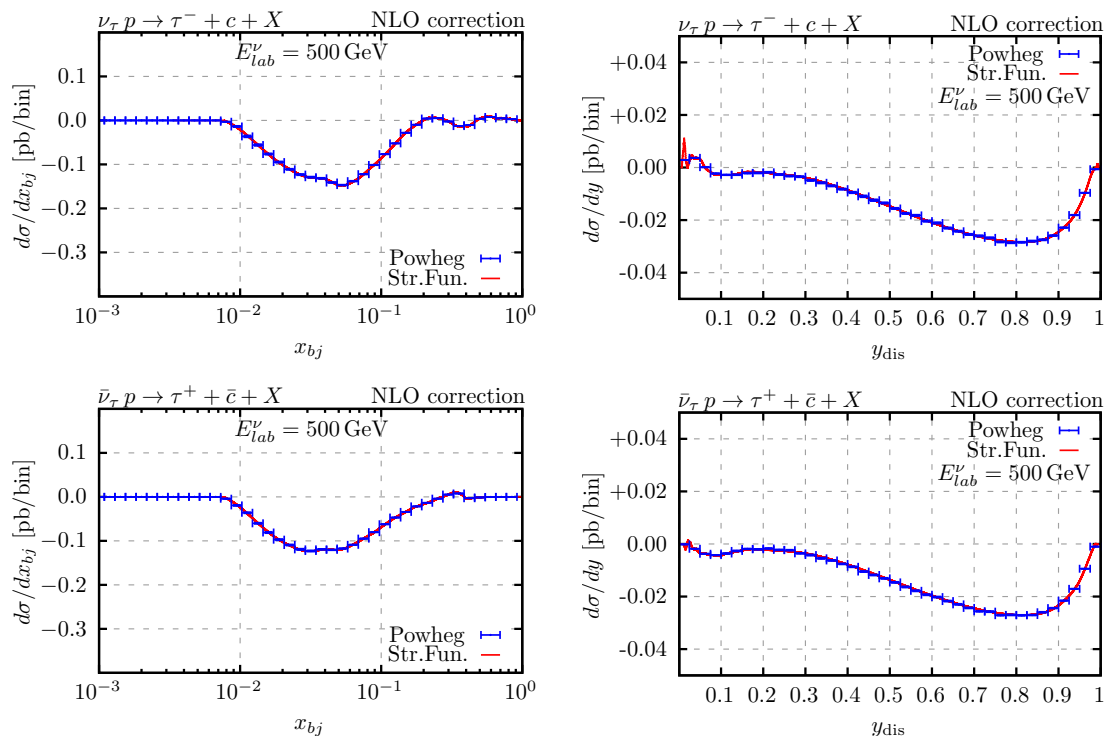 ν_τ p → τ⁻ + c + X NLO correction
E^ν_lab = 500 GeV
0.1
0.0
−0.1
−0.2
−0.3
dσ/dx_bj [pb/bin]
Powheg
Str.Fun.
10⁻³ 10⁻² 10⁻¹ 10⁰
x_bj
ν_τ p → τ⁻ + c + X NLO correction
Powheg
Str.Fun.
E^ν_lab = 500 GeV
+0.04
+0.02
0.00
-0.02
-0.04
dσ/dy [pb/bin]
0.1 0.2 0.3 0.4 0.5 0.6 0.7 0.8 0.9 1
y_dis
ν̄_τ p → τ⁺ + c̄ + X NLO correction
E^ν_lab = 500 GeV
0.1
0.0
−0.1
−0.2
−0.3
dσ/dx_bj [pb/bin]
Powheg
Str.Fun.
10⁻³ 10⁻² 10⁻¹ 10⁰
x_bj
ν̄_τ p → τ⁺ + c̄ + X NLO correction
Powheg
Str.Fun.
E^ν_lab = 500 GeV
+0.04
+0.02
0.00
-0.02
-0.04
dσ/dy [pb/bin]
0.1 0.2 0.3 0.4 0.5 0.6 0.7 0.8 0.9 1
y_dis